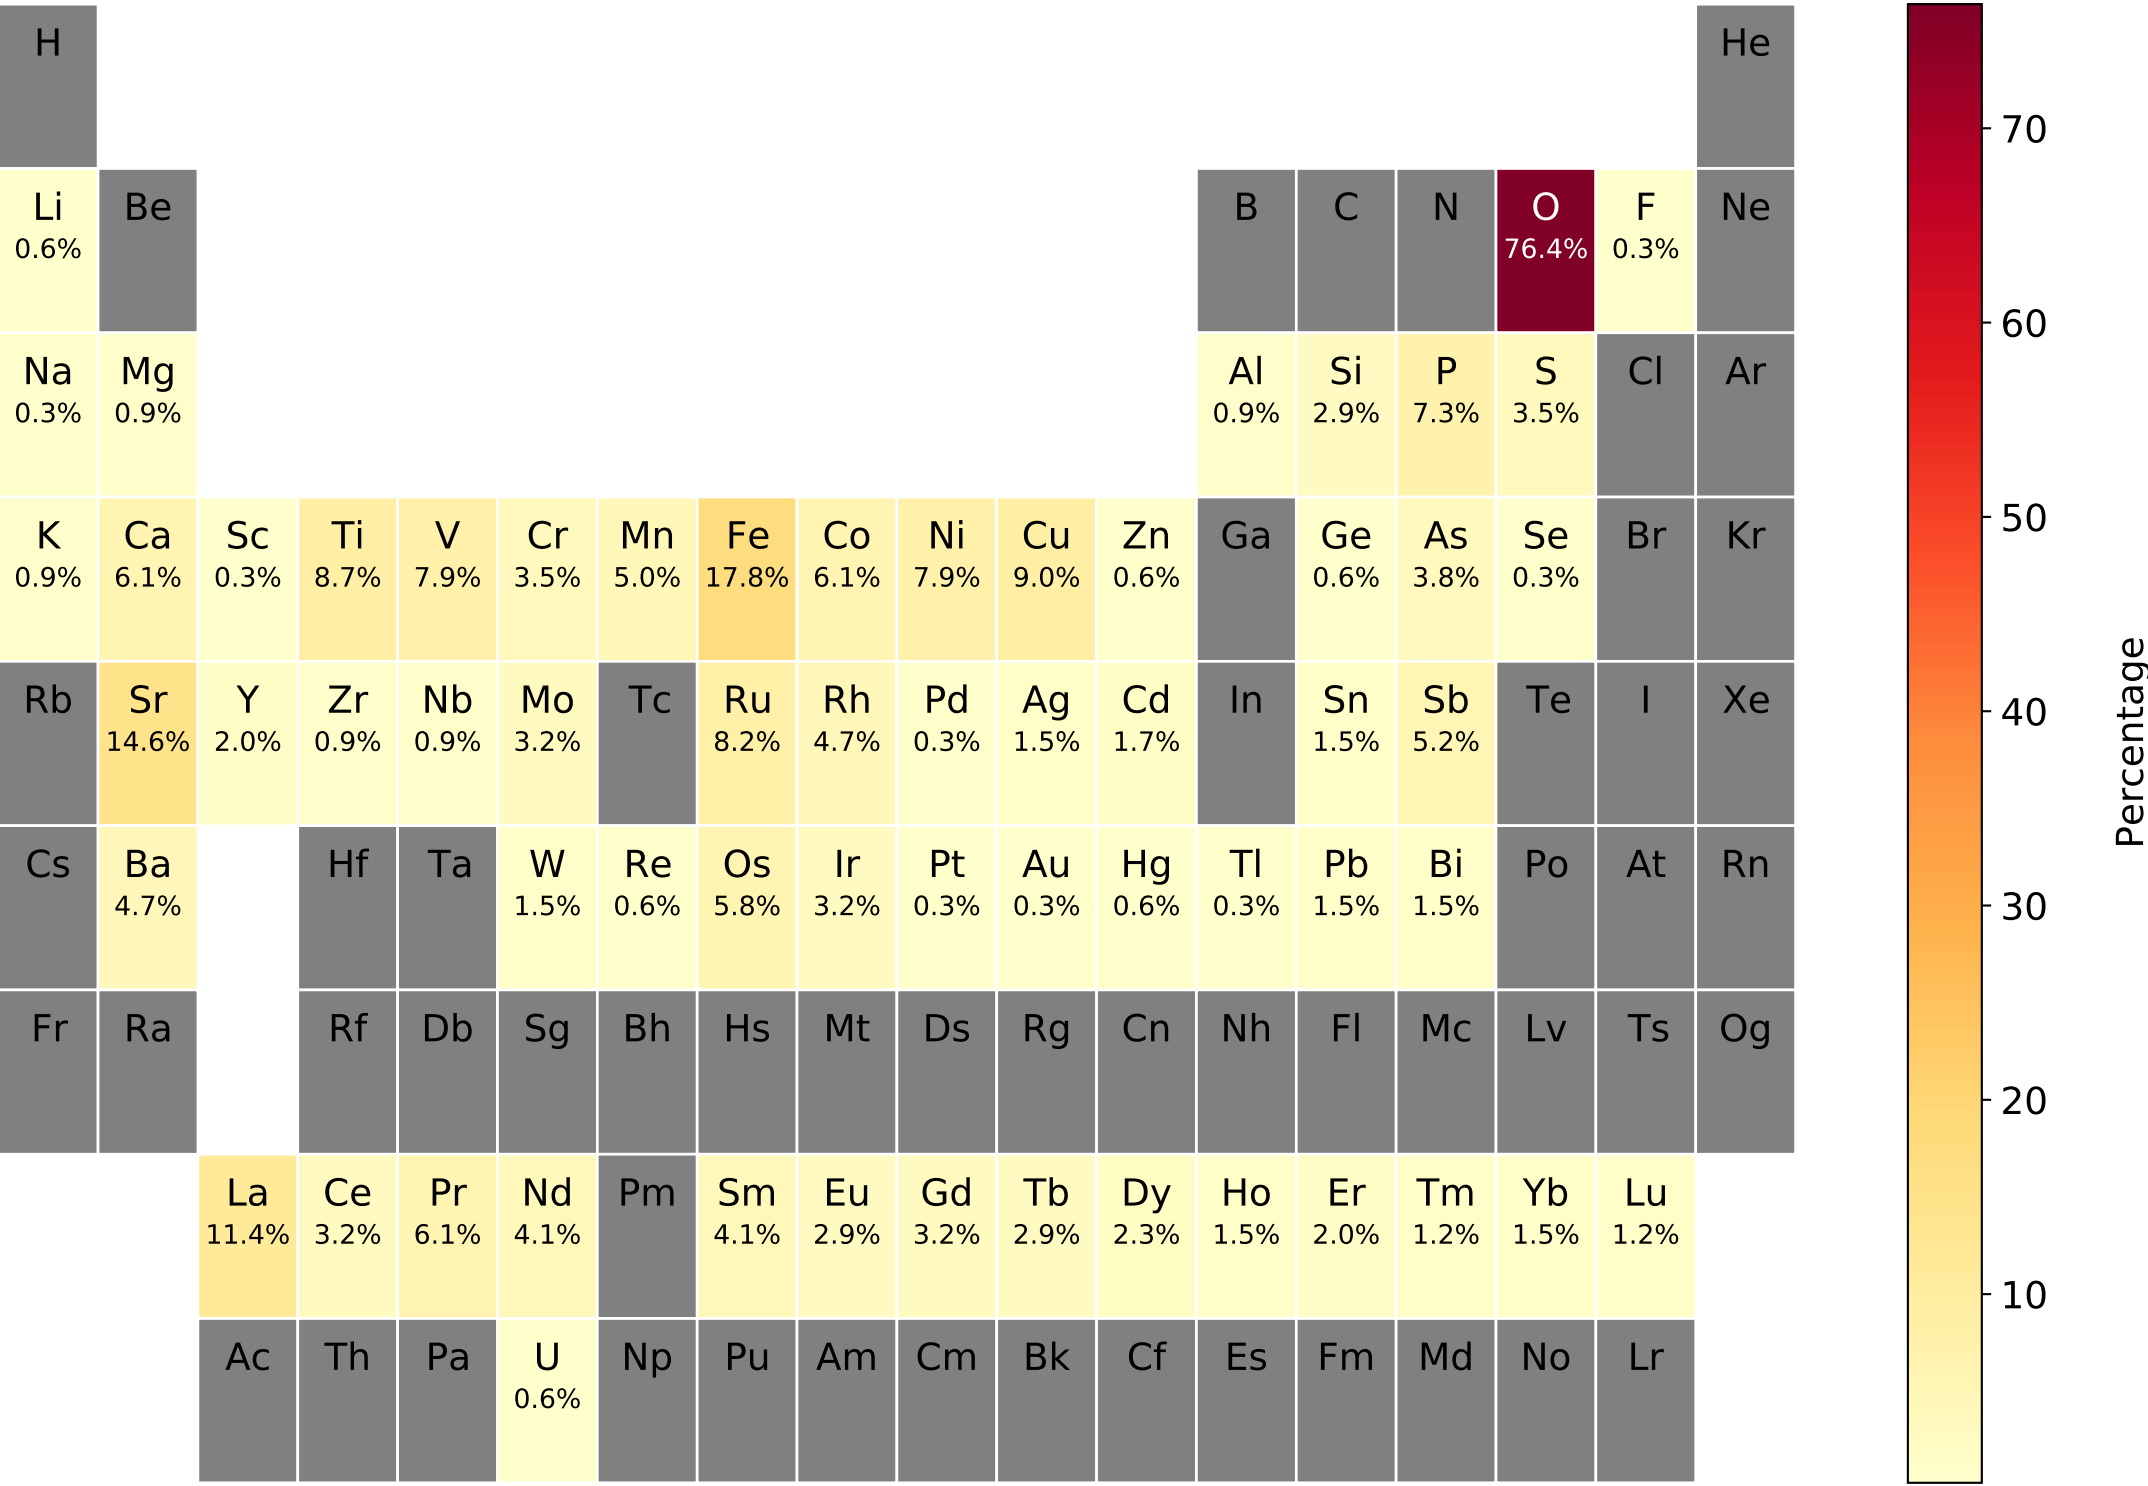 H He
Li Be B C N O F Ne
0.6% 76.4% 0.3%
Na Mg Al Si P S Cl Ar
0.3% 0.9% 0.9% 2.9% 7.3% 3.5%
K Ca Sc Ti V Cr Mn Fe Co Ni Cu Zn Ga Ge As Se Br Kr
0.9% 6.1% 0.3% 8.7% 7.9% 3.5% 5.0% 17.8% 6.1% 7.9% 9.0% 0.6% 0.6% 3.8% 0.3%
Rb Sr Y Zr Nb Mo Tc Ru Rh Pd Ag Cd In Sn Sb Te I Xe
14.6% 2.0% 0.9% 0.9% 3.2% 8.2% 4.7% 0.3% 1.5% 1.7% 1.5% 5.2%
Cs Ba Hf Ta W Re Os Ir Pt Au Hg Tl Pb Bi Po At Rn
4.7% 1.5% 0.6% 5.8% 3.2% 0.3% 0.3% 0.6% 0.3% 1.5% 1.5%
Fr Ra Rf Db Sg Bh Hs Mt Ds Rg Cn Nh Fl Mc Lv Ts Og
La Ce Pr Nd Pm Sm Eu Gd Tb Dy Ho Er Tm Yb Lu
11.4% 3.2% 6.1% 4.1% 4.1% 2.9% 3.2% 2.9% 2.3% 1.5% 2.0% 1.2% 1.5% 1.2%
Ac Th Pa U Np Pu Am Cm Bk Cf Es Fm Md No Lr
0.6%
70
60
50
40
30
20
10
Percentage